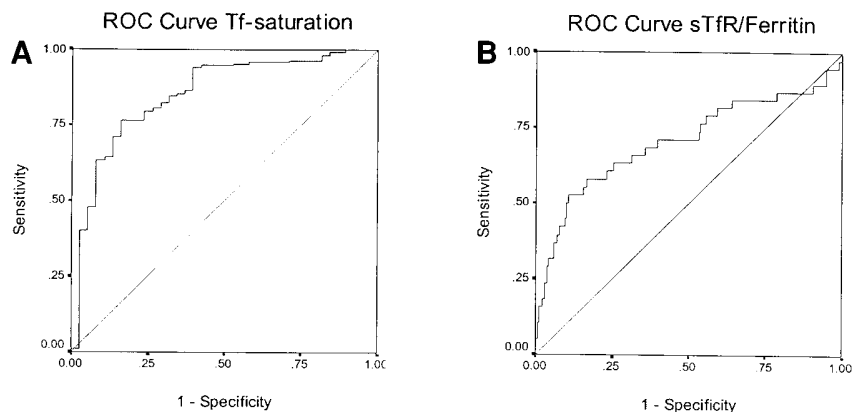 A
ROC Curve Tf-saturation
1.00
.75
.50
.25
0.00
Sensitivity
0.00 .25 .50 .75 1.00
1 - Specificity
B
ROC Curve sTfR/Ferritin
1.00
.75
.50
.25
0.00
Sensitivity
0.00 .25 .50 .75 1.00
1 - Specificity